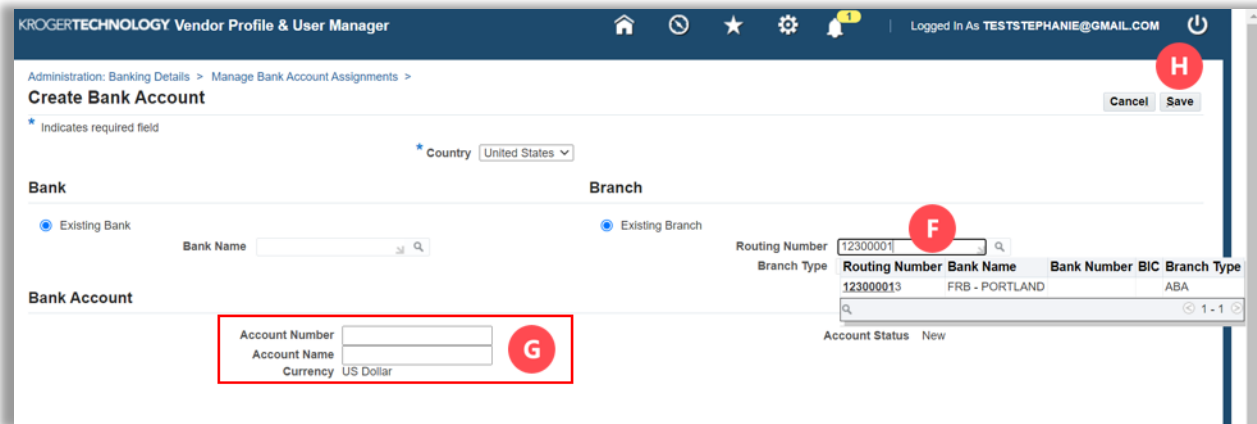 KROGERTECHNOLOGY. Vendor Profile & User Manager
1
Logged In As TESTSTEPHANIE@GMAIL.COM
H
Administration: Banking Details > Manage Bank Account Assignments >
Create Bank Account
Cancel Save
* Indicates required field
* Country United States
Bank
Branch
Existing Bank
Existing Branch
F
Bank Name
Routing Number 12300001
Branch Type
Routing Number Bank Name Bank Number BIC Branch Type
123000013 FRB - PORTLAND ABA
1 - 1
Bank Account
Account Number
Account Name
Currency US Dollar
G
Account Status New